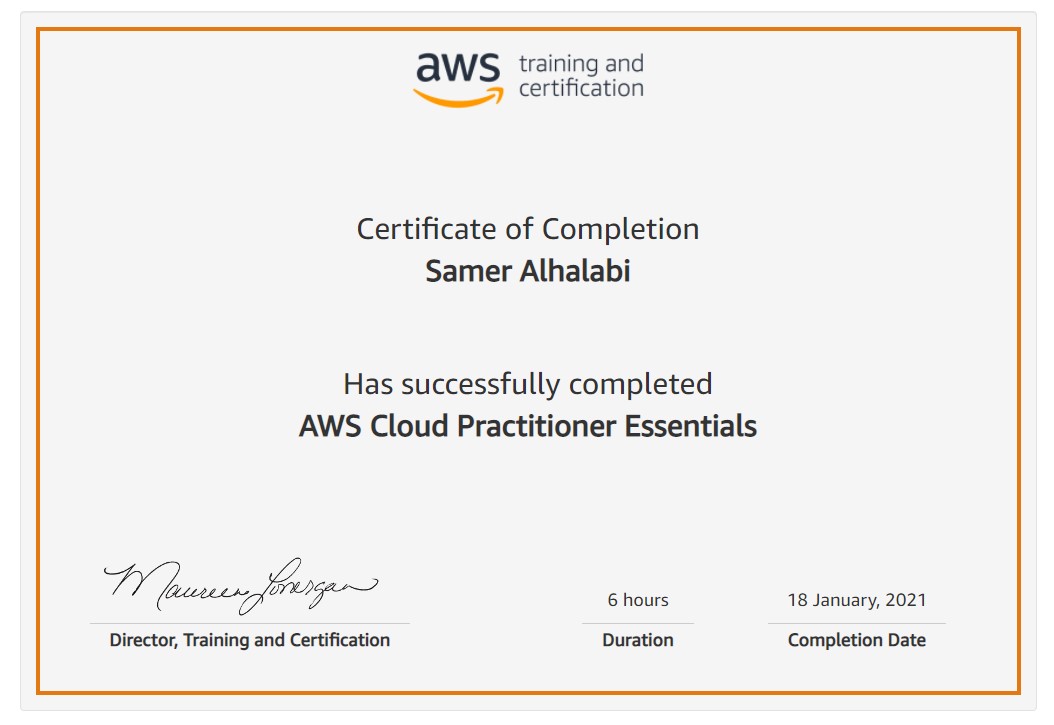 aws training and
certification
Certificate of Completion
Samer Alhalabi
Has successfully completed
AWS Cloud Practitioner Essentials
Maureen Lonergan
Director, Training and Certification
6 hours
Duration
18 January, 2021
Completion Date